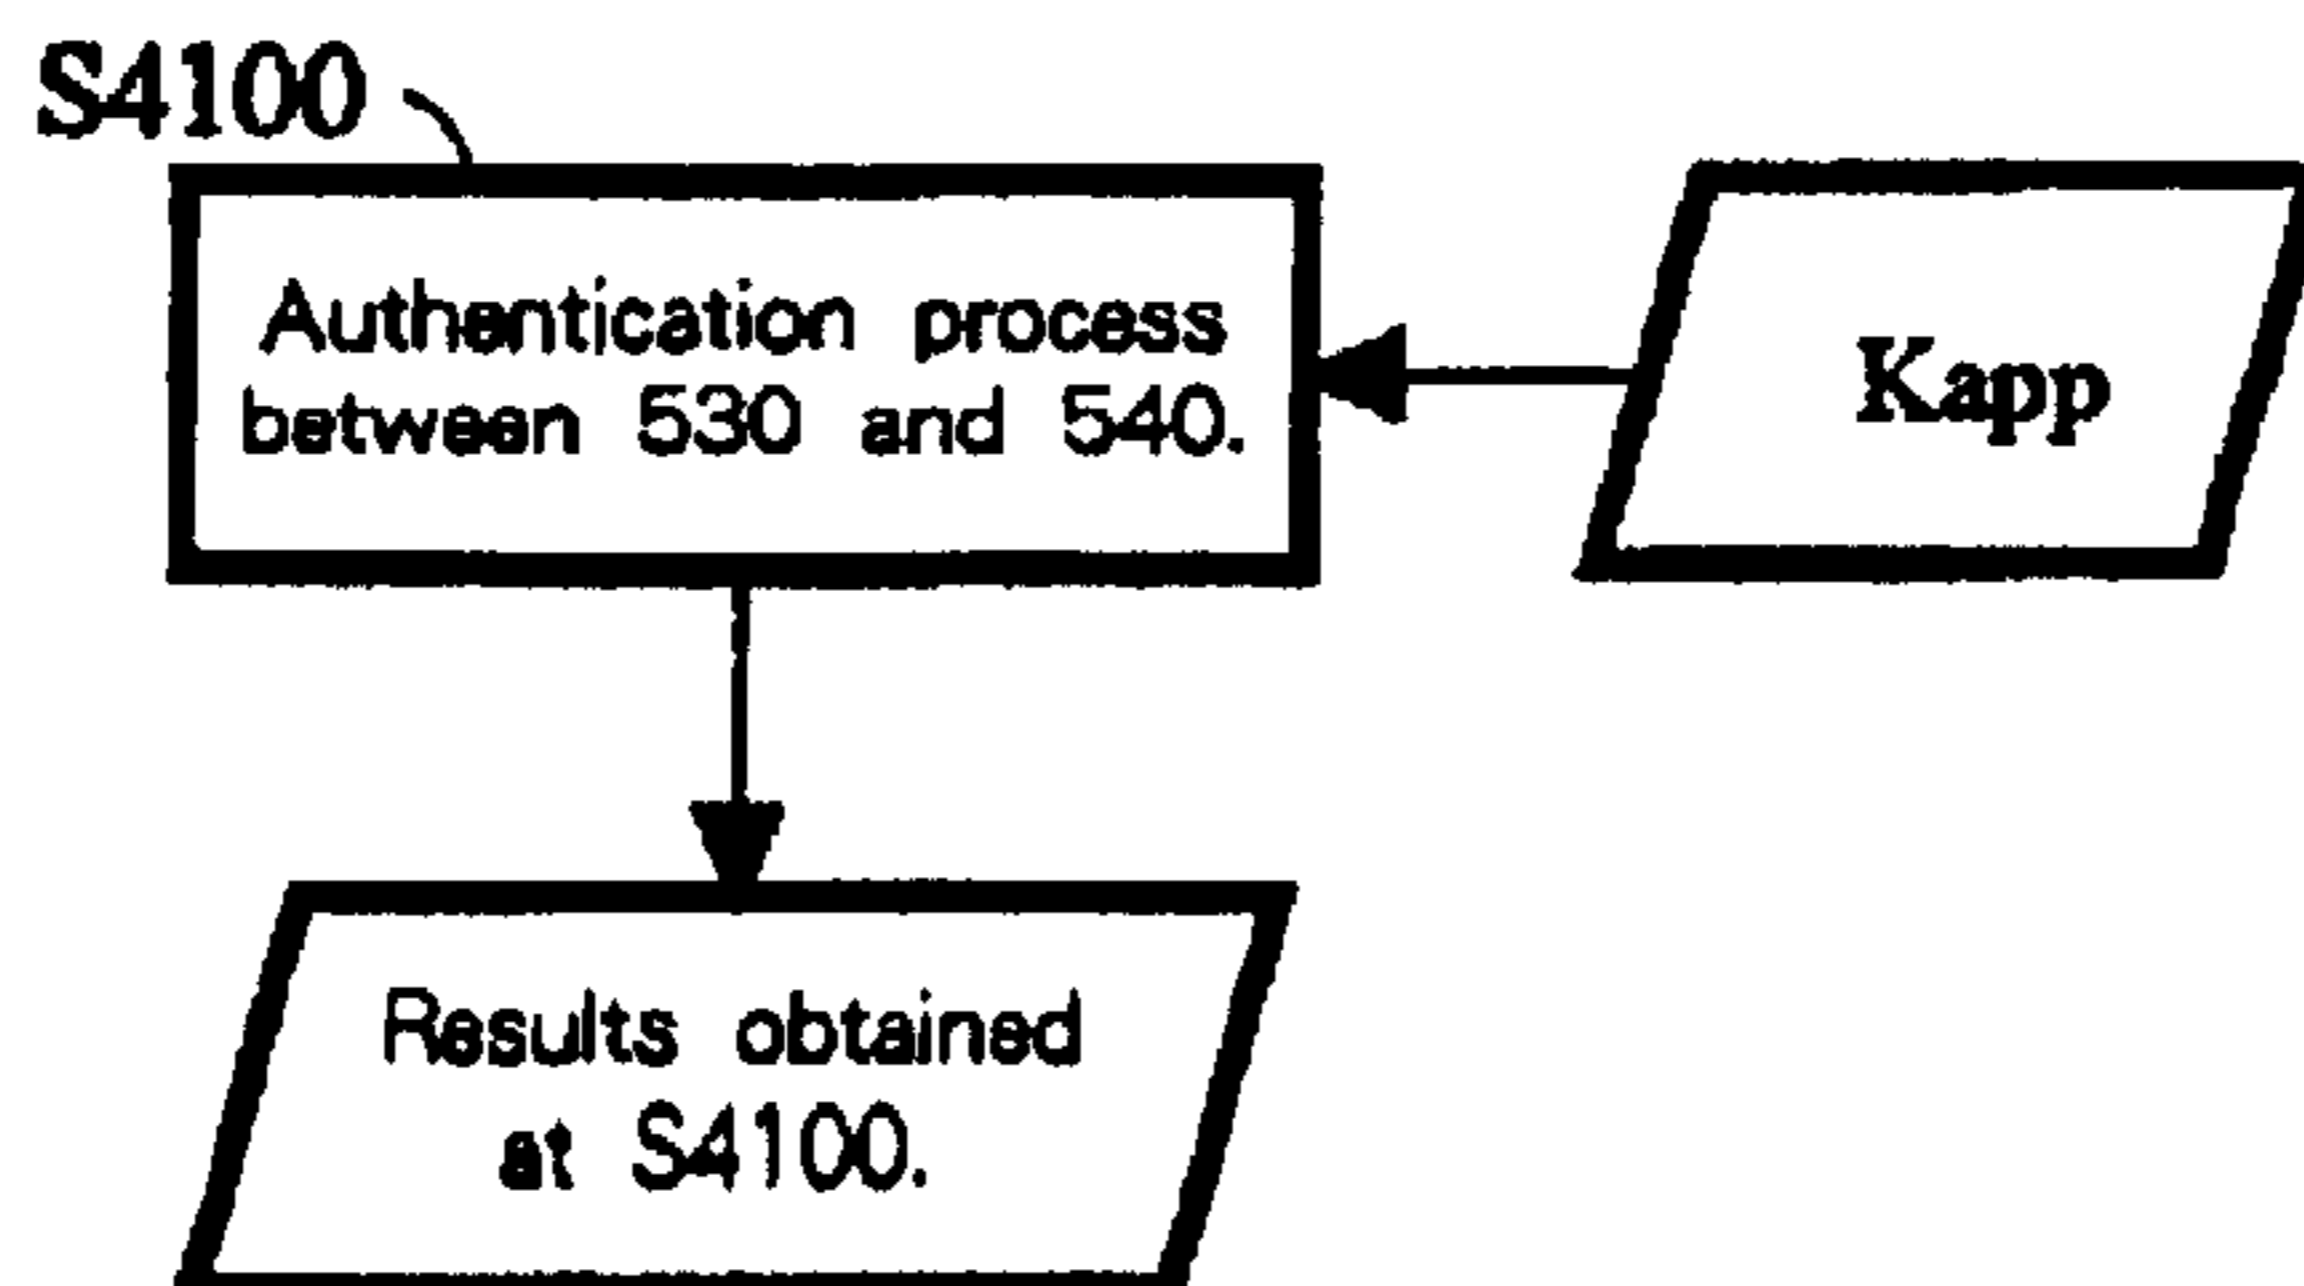 S4100
Authentication process
between 530 and 540.
Kapp
Results obtained
at S4100.